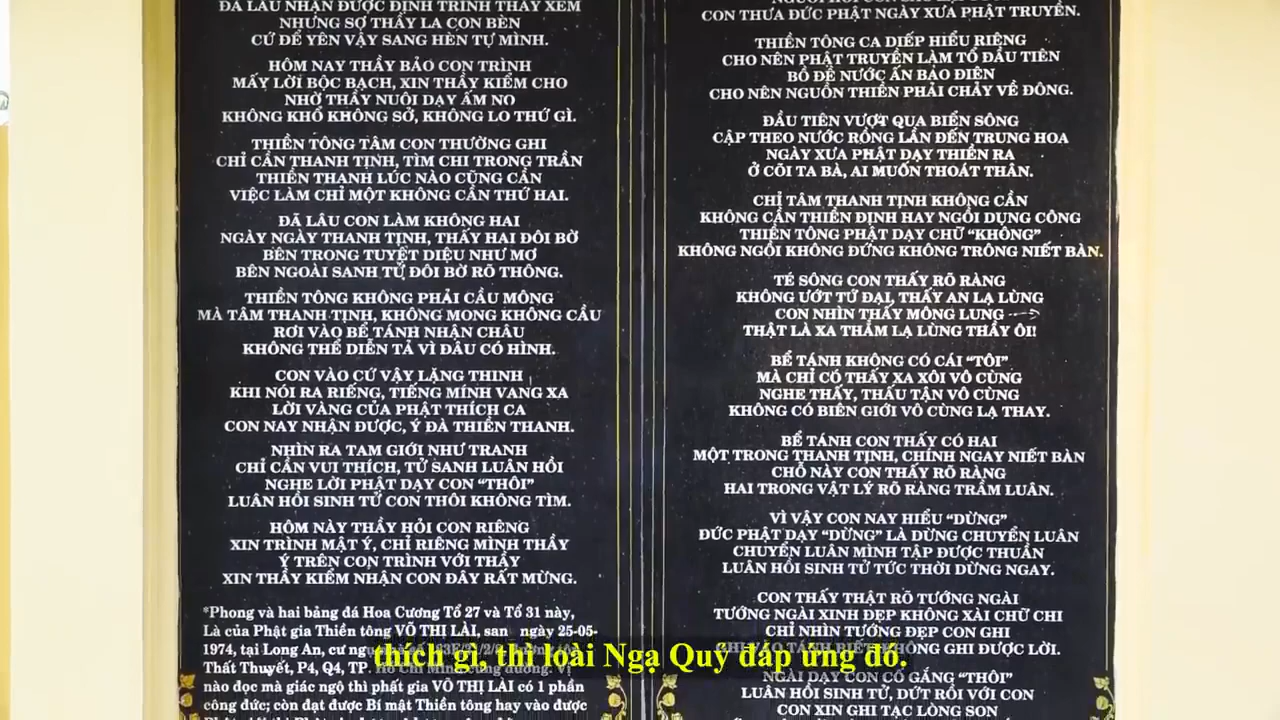 ĐÃ LÂU NHẬN ĐƯỢC ĐỊNH TRÌNH THẦY XEM
NHƯNG SỢ THẦY LA CON BÈN
CỨ ĐỂ YÊN VẬY SANG HÈN TỰ MÌNH.
HÔM NAY THẦY BẢO CON TRÌNH
MẤY LỜI BỘC BẠCH, XIN THẦY KIỂM CHO
NHỜ THẦY NUÔI DẠY ẤM NO
KHÔNG KHỔ KHÔNG SỞ, KHÔNG LO THỨ GÌ.
THIỀN TÔNG TÂM CON THƯỜNG GHI
CHỈ CẦN THANH TỊNH, TÌM CHI TRONG TRẦN
THIỀN THANH LÚC NÀO CŨNG CẦN
VIỆC LÀM CHỈ MỘT KHÔNG CẦN THỨ HAI.
ĐÃ LÂU CON LÀM KHÔNG HAI
NGÀY NGÀY THANH TỊNH, THẤY HAI ĐÔI BỜ
BÊN TRONG TUYỆT DIỆU NHƯ MƠ
BÊN NGOÀI SANH TỬ ĐÔI BỜ RÕ THÔNG.
THIỀN TÔNG KHÔNG PHẢI CẦU MÔNG
MÀ TÂM THANH TỊNH, KHÔNG MONG KHÔNG CẦU
RƠI VÀO BỂ TÁNH NHẬN CHÂU
KHÔNG THỂ DIỄN TẢ VÌ ĐÂU CÓ HÌNH.
CON VÀO CỨ VẬY LẶNG THINH
KHI NÓI RA RIÊNG, TIẾNG MÍNH VANG XA
LỜI VÀNG CỦA PHẬT THÍCH CA
CON NAY NHẬN ĐƯỢC, Ý ĐÀ THIỀN THANH.
NHÌN RA TAM GIỚI NHƯ TRANH
CHỈ CẦN VUI THÍCH, TỬ SANH LUÂN HỒI
NGHE LỜI PHẬT DẠY CON “THÔI”
LUÂN HỒI SINH TỬ CON THÔI KHÔNG TÌM.
HÔM NÀY THẦY HỎI CON RIÊNG
XIN TRÌNH MẬT Ý, CHỈ RIÊNG MÌNH THẦY
Ý TRÊN CON TRÌNH VỚI THẦY
XIN THẦY KIỂM NHẬN CON ĐÂY RẤT MỪNG.
*Phong và hai bảng đá Hoa Cương Tổ 27 và Tổ 31 này,
Là của Phật gia Thiền tông VÕ THỊ LÀI, san ngày 25-05-
1974, tại Long An, cư
Thất Thuyết, P4, Q4, TP. Hồ Chí Minh cúng dường. Vị
nào đọc mà giác ngộ thì phật gia VÕ THỊ LÀI có 1 phần
công đức; còn đạt được Bí mật Thiền tông hay vào được
CON THƯA ĐỨC PHẬT NGÀY XƯA PHẬT TRUYỀN.
THIỀN TÔNG CA DIẾP HIỂU RIÊNG
CHO NÊN PHẬT TRUYỀN LÀM TỔ ĐẦU TIÊN
BỒ ĐỀ NƯỚC ẤN BẢO ĐIÊN
CHO NÊN NGUỒN THIỀN PHẢI CHẢY VỀ ĐÔNG.
ĐẦU TIÊN VƯỢT QUA BIỂN SÔNG
CẬP THEO NƯỚC RỒNG LẦN ĐẾN TRUNG HOA
NGÀY XƯA PHẬT DẠY THIỀN RA
Ở CÕI TA BÀ, AI MUỐN THOÁT THÂN.
CHỈ TÂM THANH TỊNH KHÔNG CẦN
KHÔNG CẦN THIỀN ĐỊNH HAY NGỒI DỤNG CÔNG
THIỀN TÔNG PHẬT DẠY CHỮ “KHÔNG”
KHÔNG NGỒI KHÔNG ĐỨNG KHÔNG TRÔNG NIẾT BÀN.
TÉ SÔNG CON THẤY RÕ RÀNG
KHÔNG ƯỚT TỨ ĐẠI, THẤY AN LẠ LÙNG
CON NHÌN THẤY MÔNG LUNG
THẬT LÀ XA THẲM LẠ LÙNG THẦY ÔI!
BỂ TÁNH KHÔNG CÓ CÁI “TÔI”
MÀ CHỈ CÓ THẤY XA XÔI VÔ CÙNG
NGHE THẤY, THẤU TẬN VÔ CÙNG
KHÔNG CÓ BIÊN GIỚI VÔ CÙNG LẠ THAY.
BỂ TÁNH CON THẤY CÓ HAI
MỘT TRONG THANH TỊNH, CHÍNH NGAY NIẾT BÀN
CHỖ NÀY CON THẤY RÕ RÀNG
HAI TRONG VẬT LÝ RÕ RÀNG TRẦM LUÂN.
VÌ VẬY CON NAY HIỂU “DỪNG”
ĐỨC PHẬT DẠY “DỪNG” LÀ DỪNG CHUYỂN LUÂN
CHUYỂN LUÂN MÌNH TẬP ĐƯỢC THUẦN
LUÂN HỒI SINH TỬ TỨC THỜI DỪNG NGAY.
CON THẤY THẬT RÕ TƯỚNG NGÀI
TƯỚNG NGÀI XINH ĐẸP KHÔNG XÀI CHỮ CHI
CHỈ NHÌN TƯỚNG ĐẸP CON GHI
KHÔNG GHI ĐƯỢC LỜI.
NGÀI DẠY CON CỐ GẮNG “THÔI”
LUÂN HỒI SINH TỬ, DỨT RỒI VỚI CON
CON XIN GHI TẠC LÒNG SON
thích gì, thì loài Ngạ Quỷ đáp ứng đó.